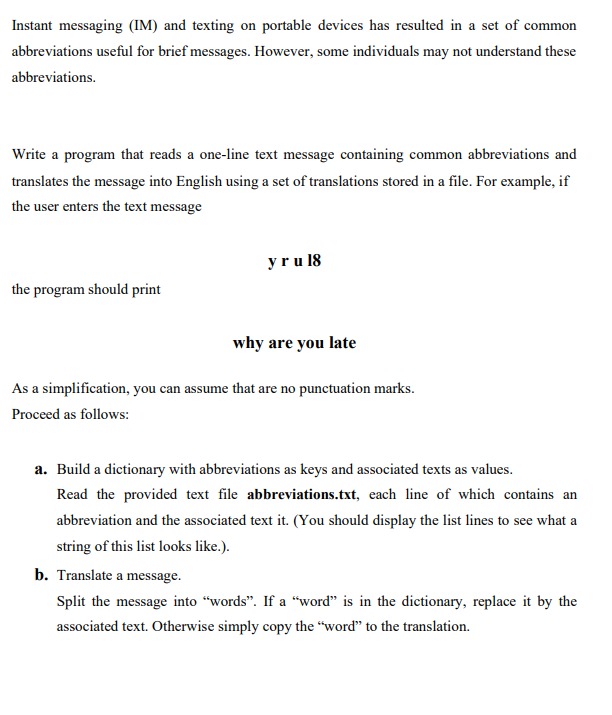 Instant messaging (IM) and texting on portable devices has resulted in a set of common
abbreviations useful for brief messages. However, some individuals may not understand these
abbreviations.
Write a program that reads a one-line text message containing common abbreviations and
translates the message into English using a set of translations stored in a file. For example, if
the user enters the text message
y r u l8
the program should print
why are you late
As a simplification, you can assume that are no punctuation marks.
Proceed as follows:
a. Build a dictionary with abbreviations as keys and associated texts as values.
Read the provided text file abbreviations.txt, each line of which contains an
abbreviation and the associated text it. (You should display the list lines to see what a
string of this list looks like.).
b. Translate a message.
Split the message into “words”. If a “word” is in the dictionary, replace it by the
associated text. Otherwise simply copy the “word” to the translation.